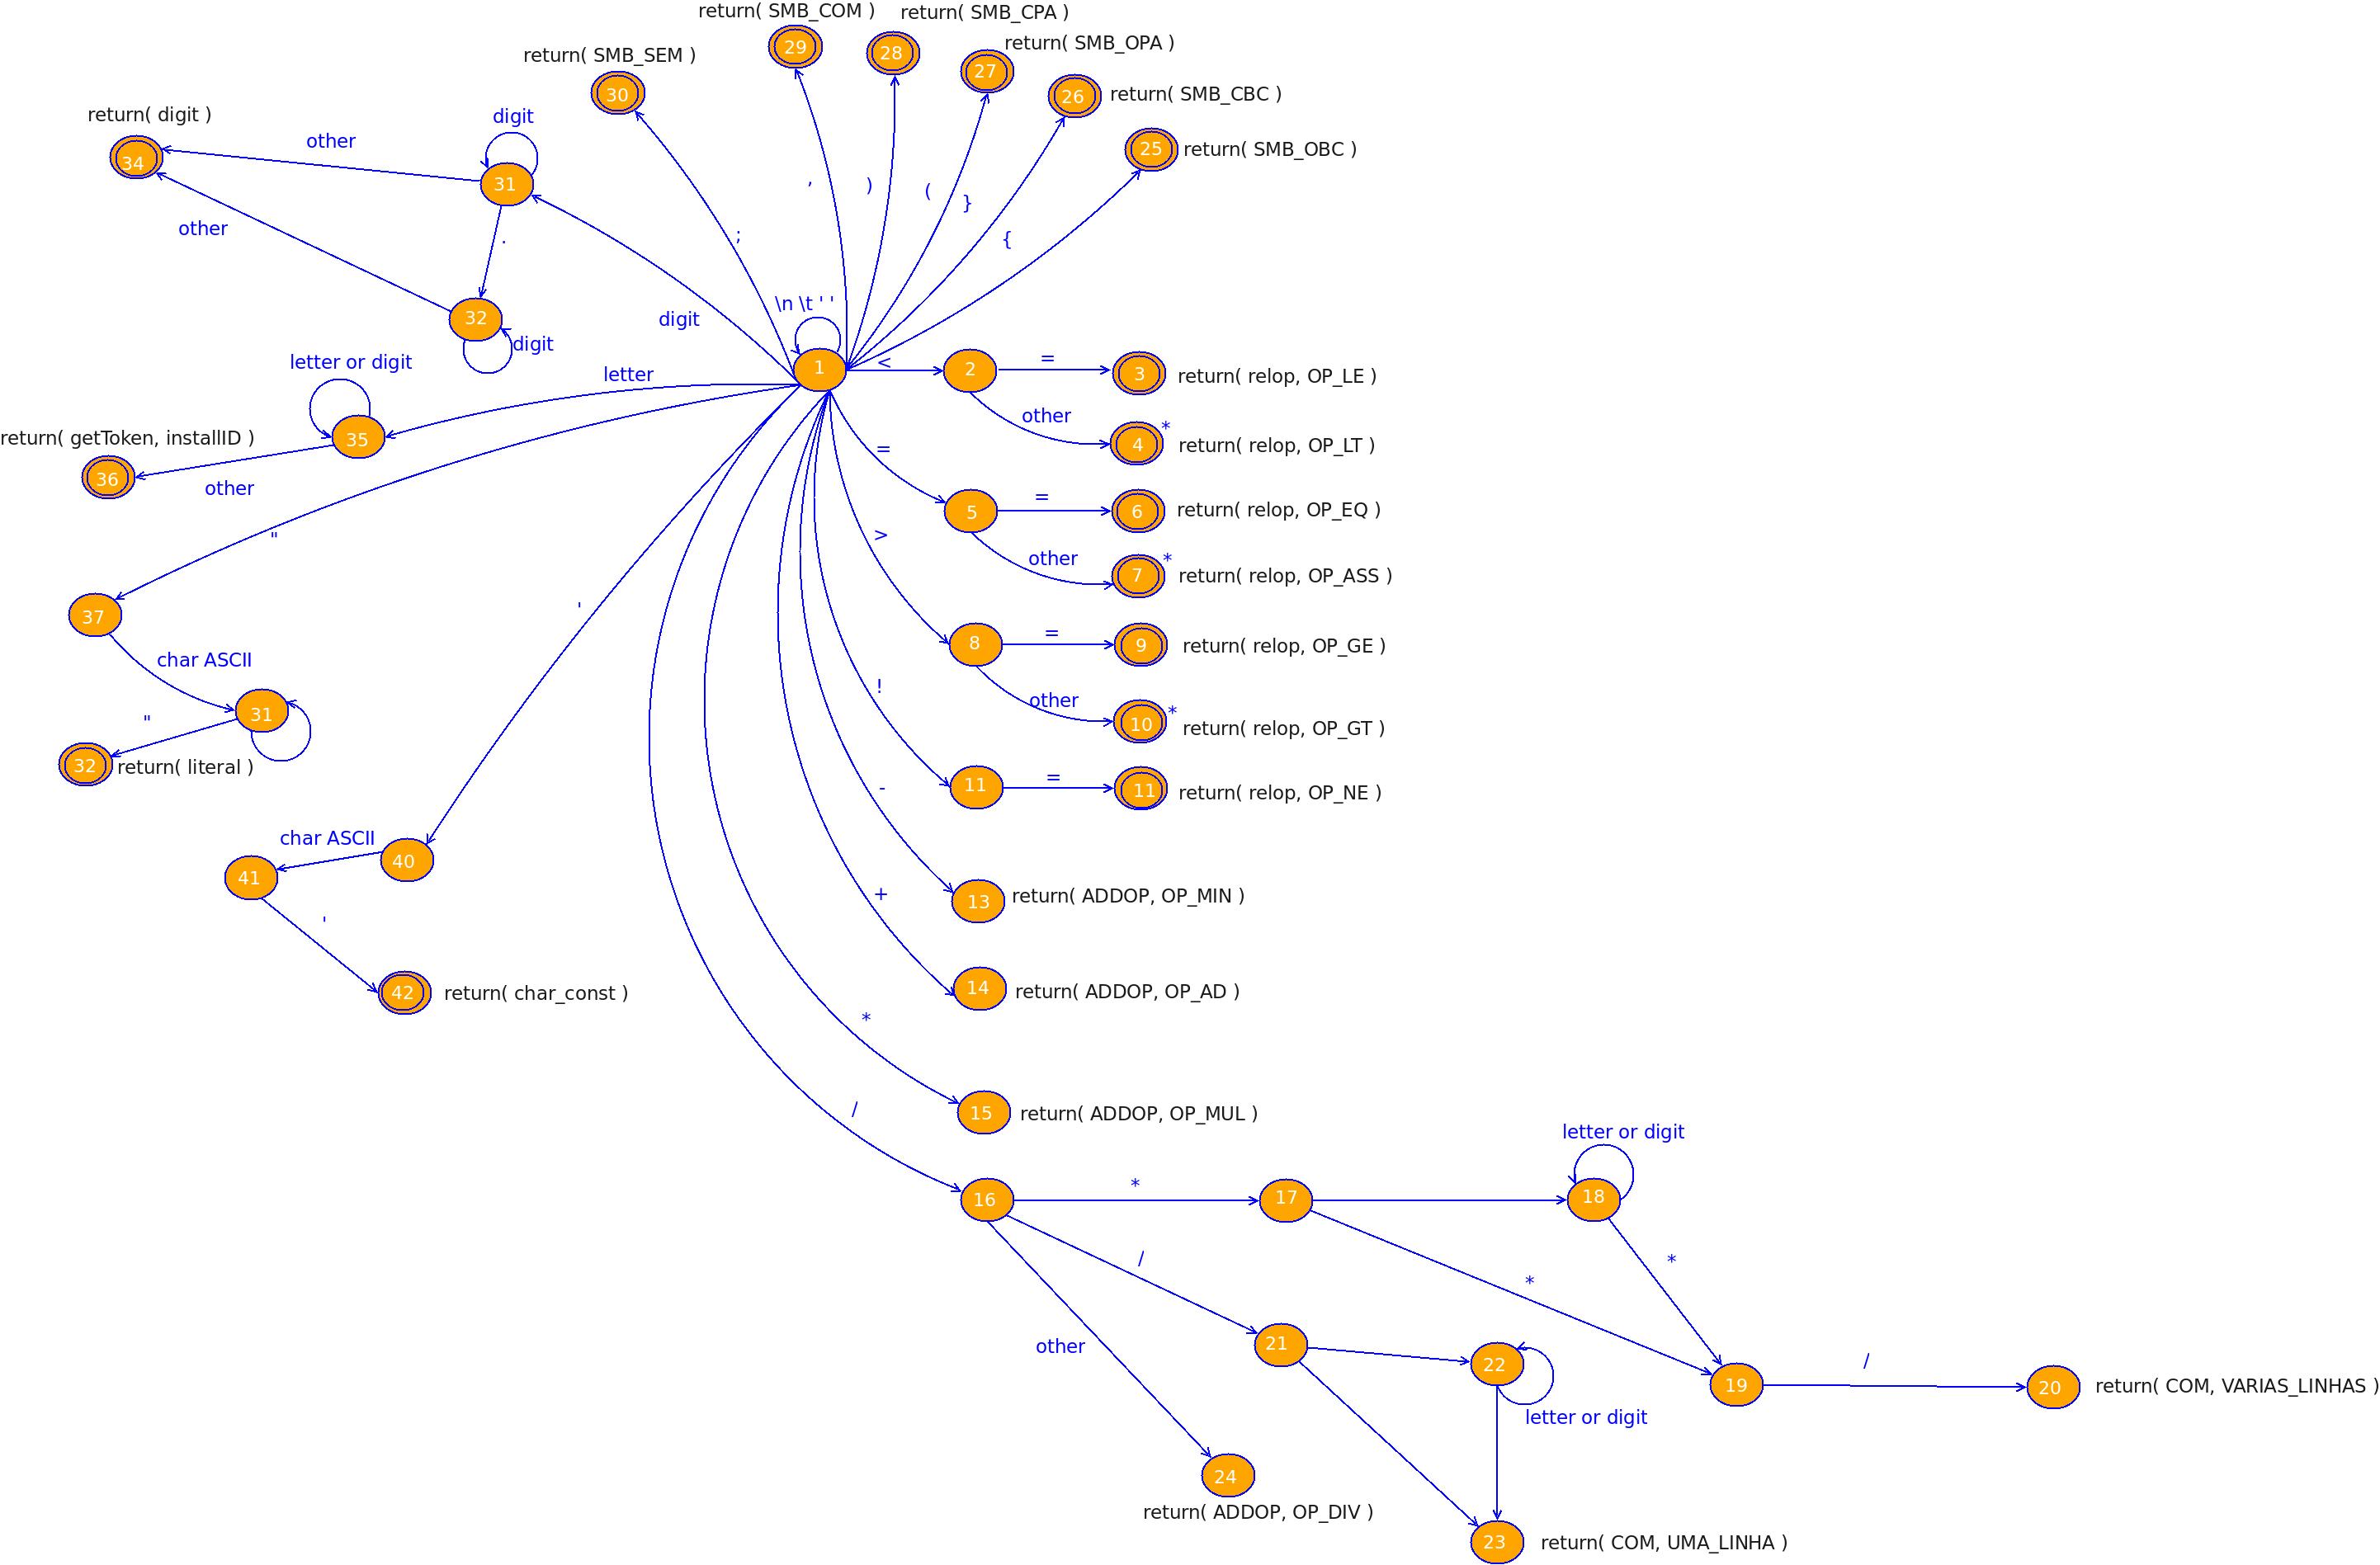 return( SMB_COM )
return( SMB_CPA )
return( SMB_OPA )
return( SMB_SEM )
29
28
27
30
26
return( SMB_CBC )
return( digit )
digit
25
return( SMB_OBC )
other
34
31
,
)
(
}
other
.
;
{
\n \t ' '
32
digit
digit
letter or digit
letter
1
<
2
=
3
return( relop, OP_LE )
other
return( getToken, installID )
35
=
4
*
return( relop, OP_LT )
36
other
5
=
6
return( relop, OP_EQ )
"
>
other
7
*
return( relop, OP_ASS )
37
'
8
=
9
return( relop, OP_GE )
char ASCII
!
other
31
"
10
*
return( relop, OP_GT )
32
return( literal )
-
11
=
11
return( relop, OP_NE )
char ASCII
40
41
+
13
return( ADDOP, OP_MIN )
'
42
return( char_const )
14
return( ADDOP, OP_AD )
*
/
15
return( ADDOP, OP_MUL )
letter or digit
16
*
17
18
/
*
*
other
21
22
/
19
20
return( COM, VARIAS_LINHAS )
letter or digit
24
return( ADDOP, OP_DIV )
23
return( COM, UMA_LINHA )